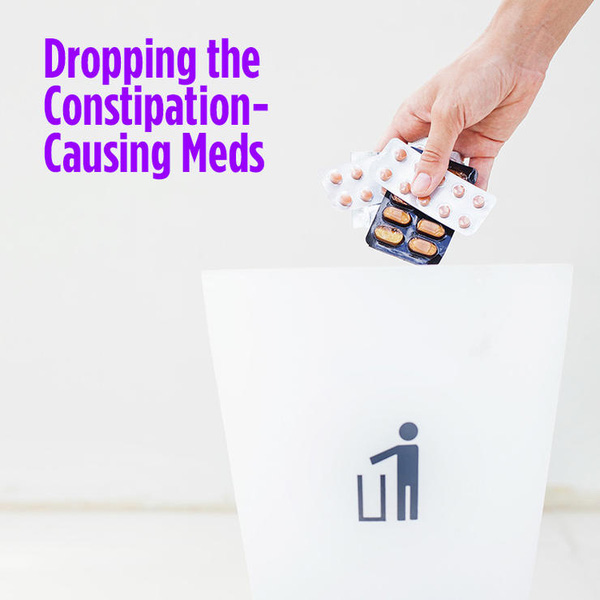 Dropping the
Constipation-
Causing Meds